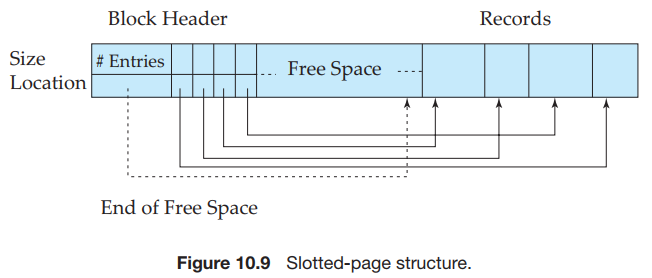 Block Header
Records
Size
# Entries
Location
Free Space
End of Free Space
Figure 10.9 Slotted-page structure.